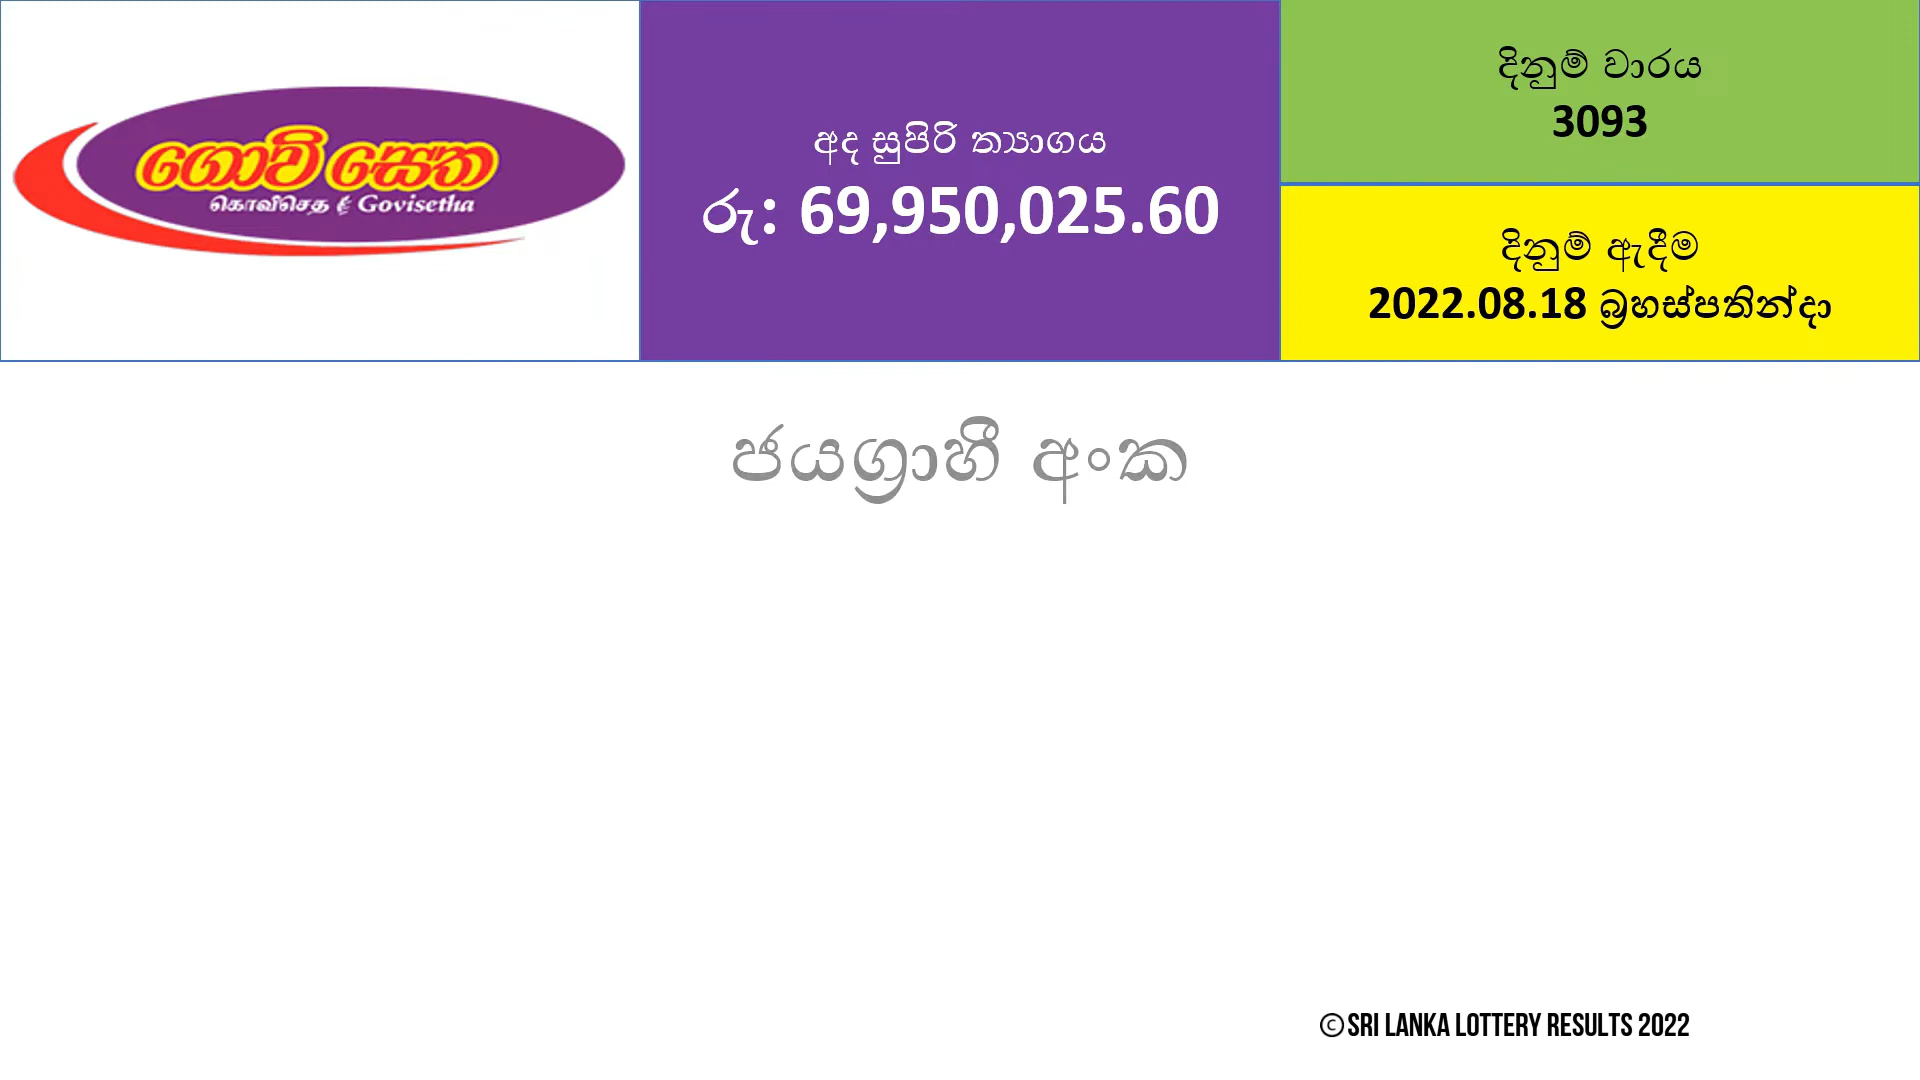 ගොවි සෙත
கொவிசெத Govisetha
අද සුපිරි ත්‍යාගය
රු: 69,950,025.60
දිනුම් වාරය
3093
දිනුම් ඇදීම
2022.08.18 බ්‍රහස්පතින්දා
ජයග්‍රාහී අංක
©SRI LANKA LOTTERY RESULTS 2022